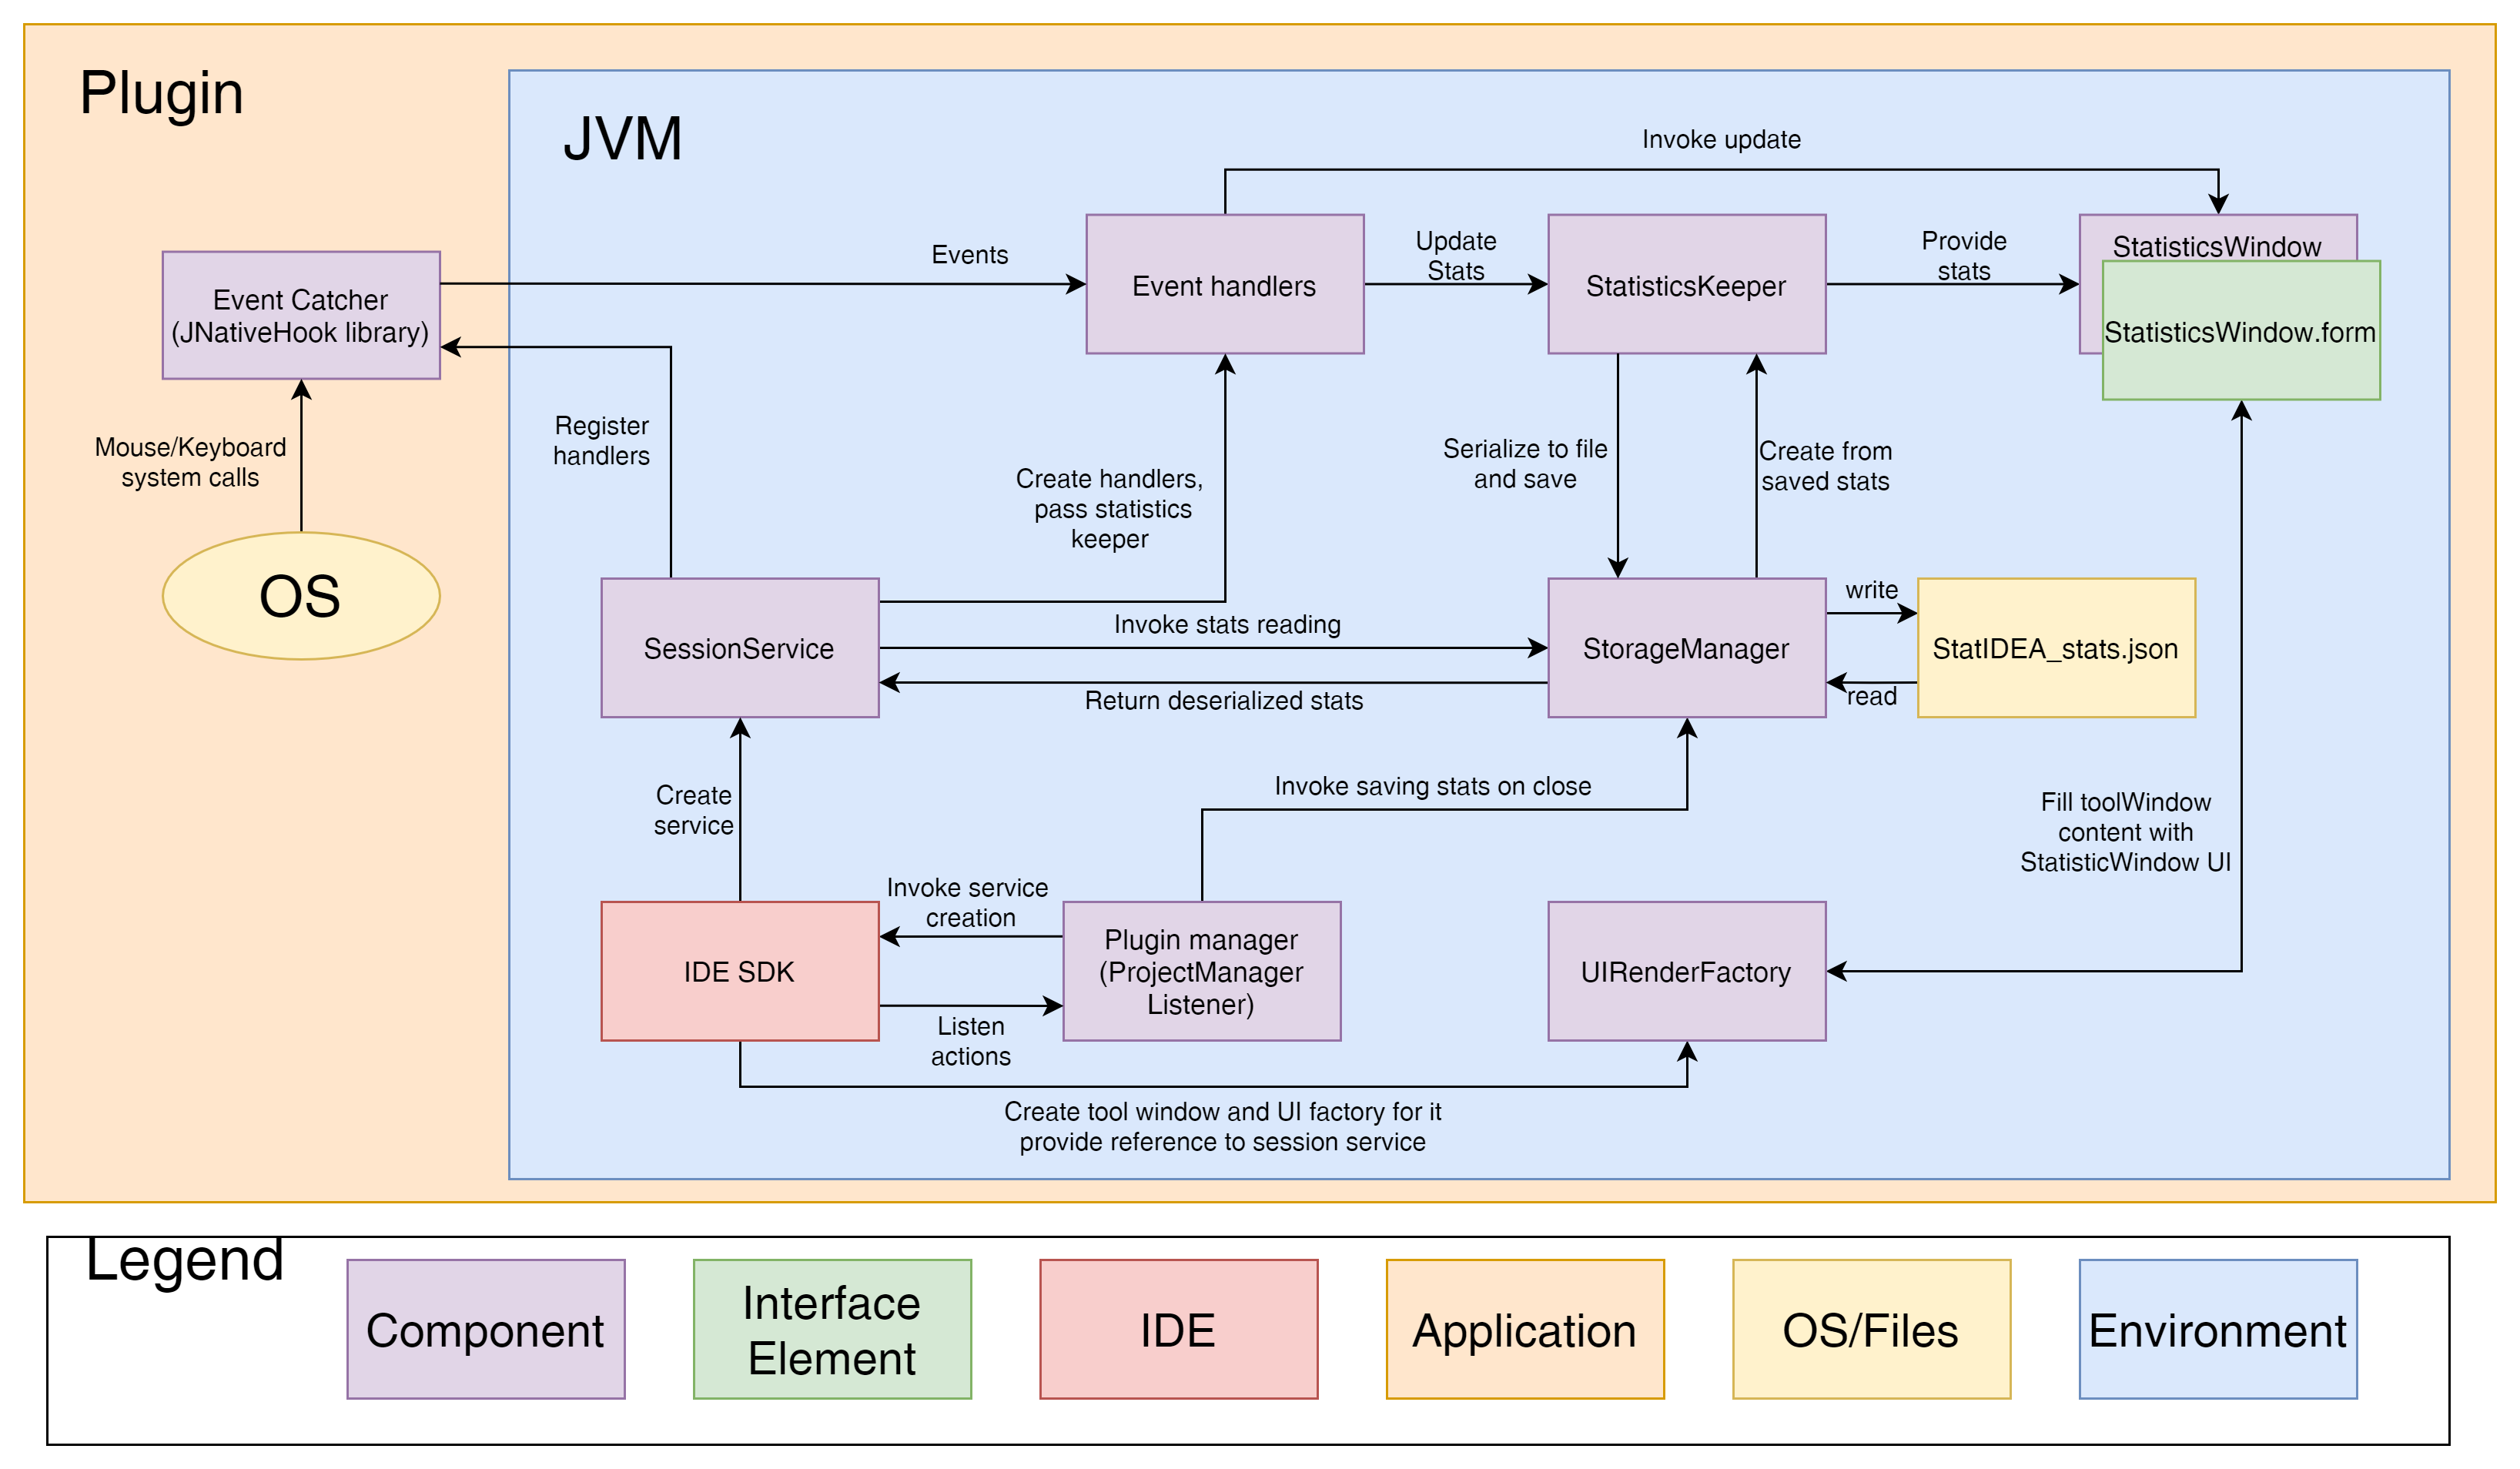 Plugin
JVM
Invoke update
Events
Event handlers
Update
Stats
StatisticsKeeper
Provide
stats
StatisticsWindow
StatisticsWindow.form
Event Catcher
(JNativeHook library)
Mouse/Keyboard
system calls
OS
Register
handlers
Create handlers,
pass statistics
keeper
Serialize to file
and save
Create from
saved stats
SessionService
Invoke stats reading
Return deserialized stats
StorageManager
write
read
StatIDEA_stats.json
Create
service
Invoke saving stats on close
Fill toolWindow
content with
StatisticWindow UI
IDE SDK
Invoke service
creation
Listen
actions
Plugin manager
(ProjectManager
Listener)
UIRenderFactory
Create tool window and UI factory for it
provide reference to session service
Legend
Component
Interface
Element
IDE
Application
OS/Files
Environment